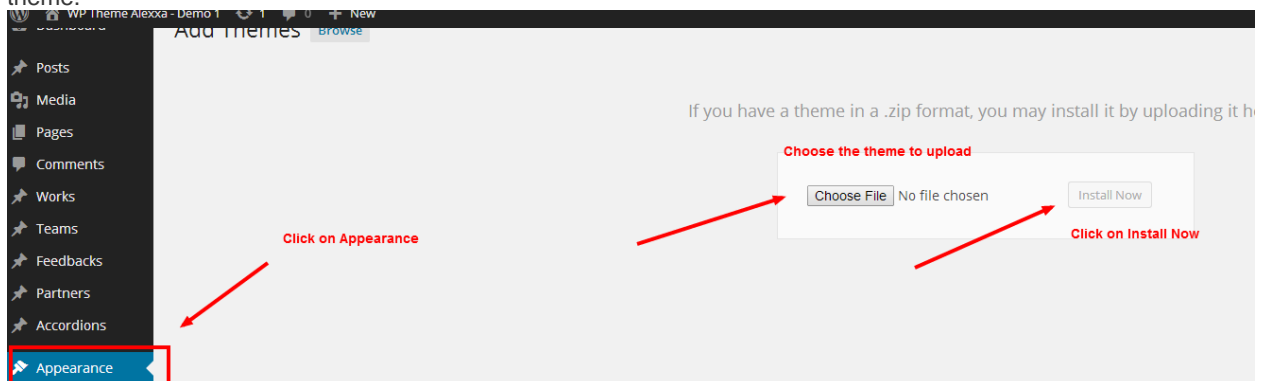 theme.
WP Theme Alexxa - Demo 1 1 0 + New
Dashboard
Add Themes Browse
Posts
Media
Pages
Comments
Works
Teams
Feedbacks
Partners
Accordions
Appearance
If you have a theme in a .zip format, you may install it by uploading it h
Choose the theme to upload
Choose File No file chosen
Install Now
Click on Install Now
Click on Appearance